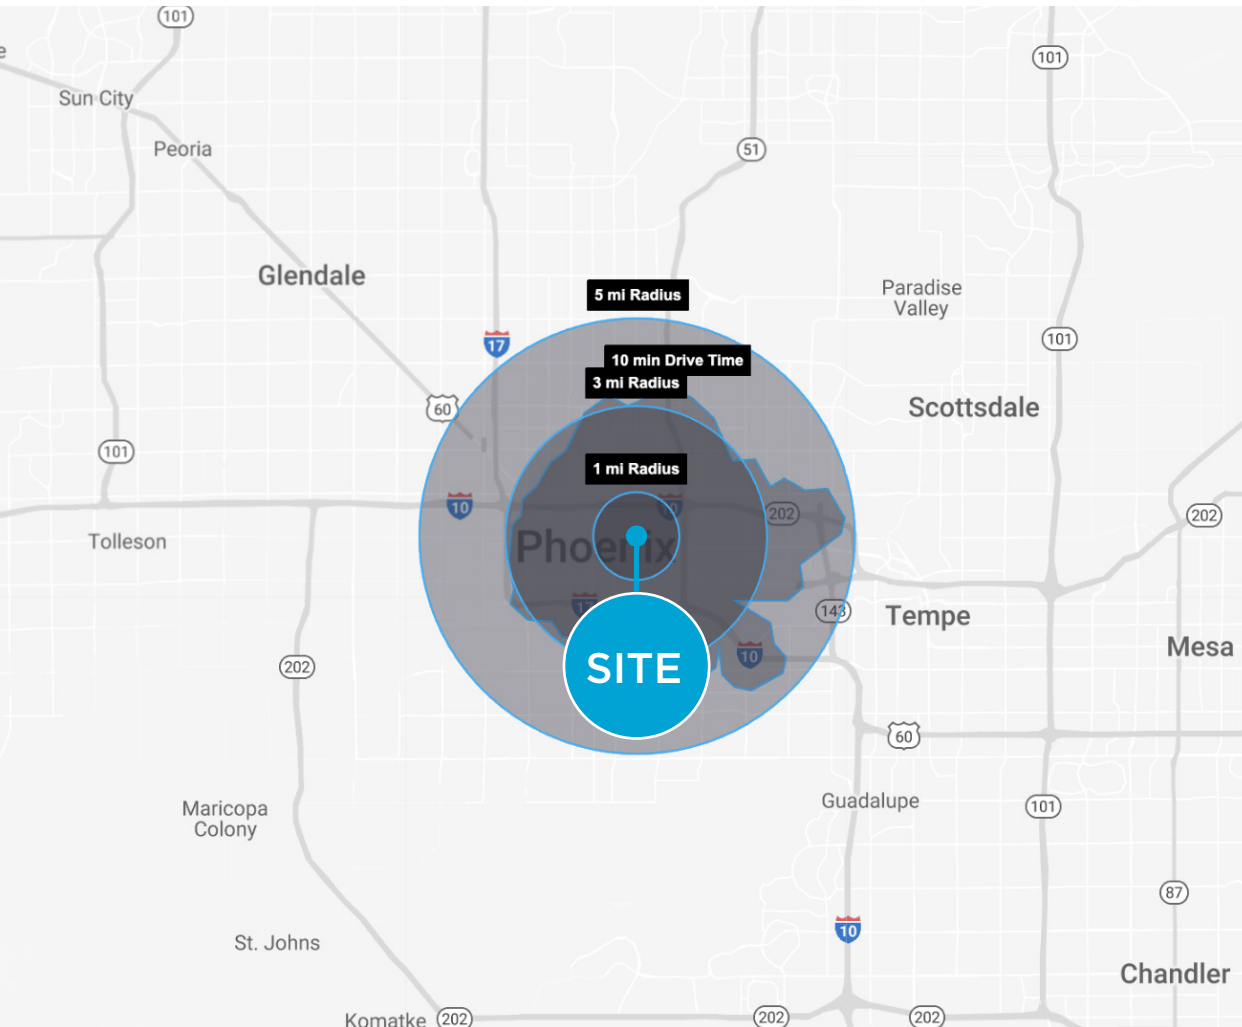 101
e
101
Sun City
Peoria
51
Glendale
Paradise
Valley
5 mi Radius
17
101
10 min Drive Time
3 mi Radius
60
Scottsdale
101
1 mi Radius
10
10
202
202
Tolleson
Phoenix
17
143
Tempe
Mesa
10
202
SITE
60
Maricopa
Colony
Guadalupe
101
87
St. Johns
10
Chandler
Komatke
202
202
202